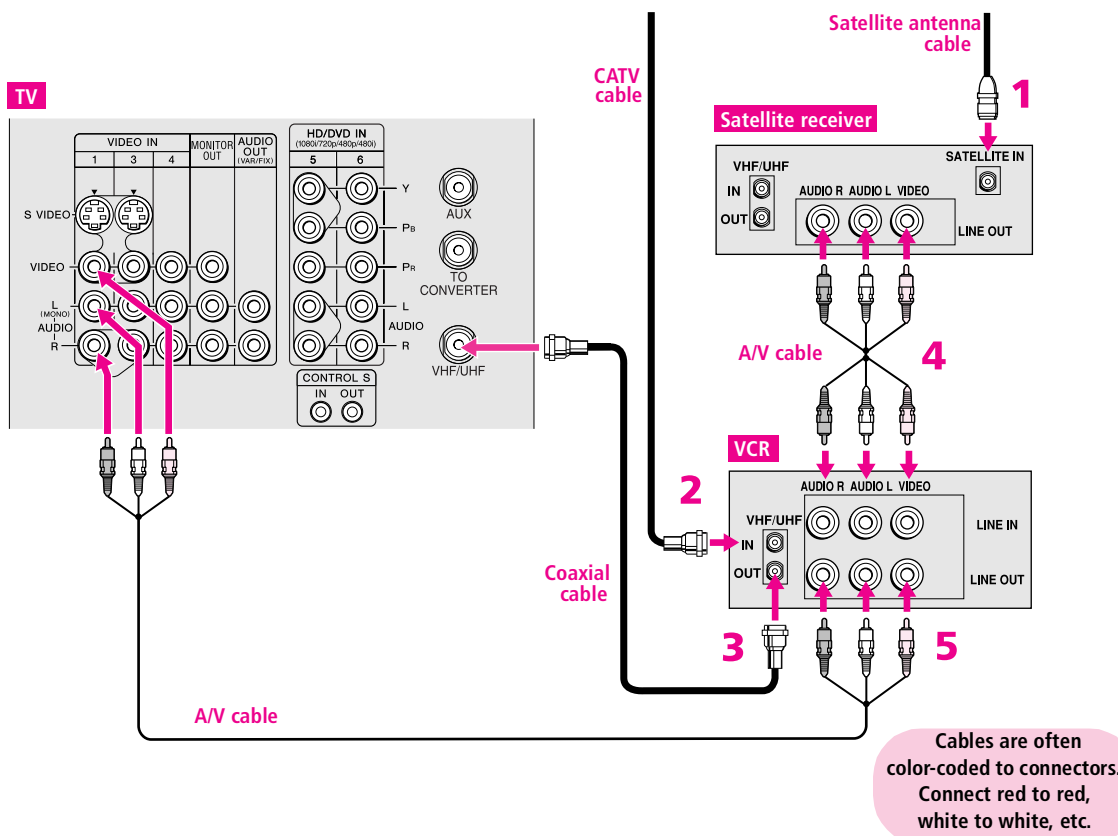 Satellite antenna
cable
CATV
cable
1
TV
Satellite receiver
VIDEO IN
1 3 4
MONITOR
OUT
AUDIO
OUT
(VAR/FIX)
HD/DVD IN
(1080i/720p/480p/480i)
5 6
S VIDEO
VIDEO
L
(MONO)
AUDIO
R
Y
PB
PR
L
AUDIO
R
AUX
TO
CONVERTER
VHF/UHF
CONTROL S
IN OUT
SATELLITE IN
VHF/UHF
IN
OUT
AUDIO R AUDIO L VIDEO
LINE OUT
A/V cable
4
VCR
2
AUDIO R AUDIO L VIDEO
VHF/UHF
IN
OUT
LINE IN
LINE OUT
Coaxial
cable
3
5
A/V cable
Cables are often
color-coded to connectors.
Connect red to red,
white to white, etc.